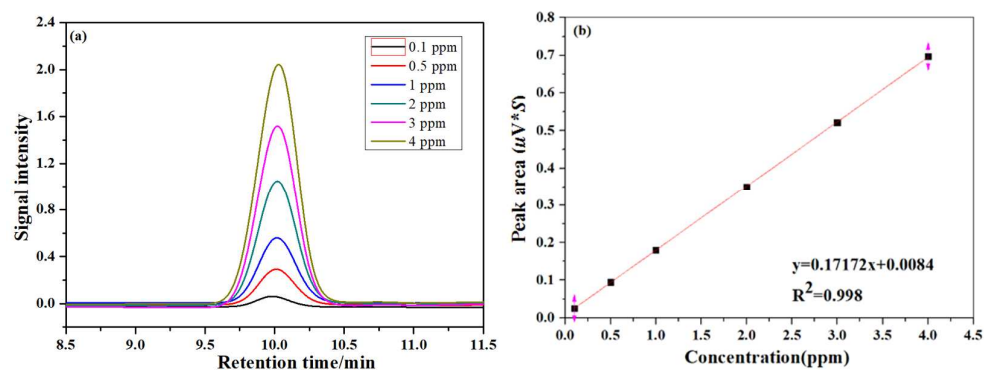 (a)
2.4
2.0
1.6
1.2
0.8
0.4
0.0
Signal intensity
0.1 ppm
0.5 ppm
1 ppm
2 ppm
3 ppm
4 ppm
8.5 9.0 9.5 10.0 10.5 11.0 11.5
Retention time/min
(b)
0.8
0.7
0.6
0.5
0.4
0.3
0.2
0.1
0.0
Peak area (uV*S)
y=0.17172x+0.0084
R²=0.998
0.0 0.5 1.0 1.5 2.0 2.5 3.0 3.5 4.0 4.5
Concentration(ppm)